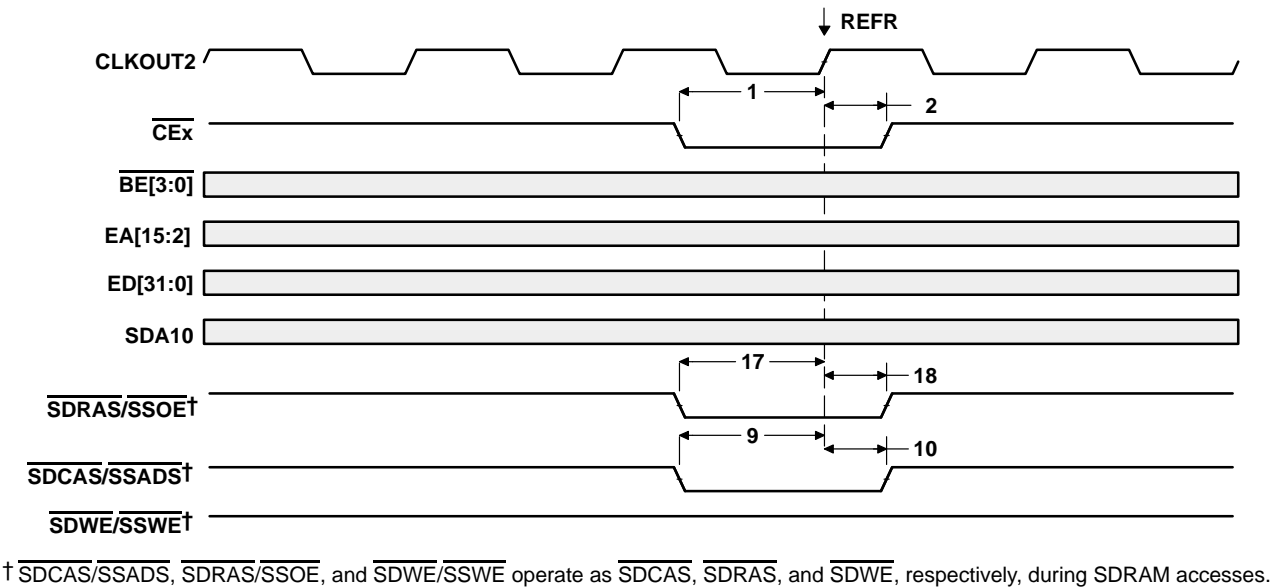 REFR
CLKOUT2
1
2
CEx
BE[3:0]
EA[15:2]
ED[31:0]
SDA10
17
18
SDRAS/SSOE†
9
10
SDCAS/SSADS†
SDWE/SSWE†
† SDCAS/SSADS, SDRAS/SSOE, and SDWE/SSWE operate as SDCAS, SDRAS, and SDWE, respectively, during SDRAM accesses.